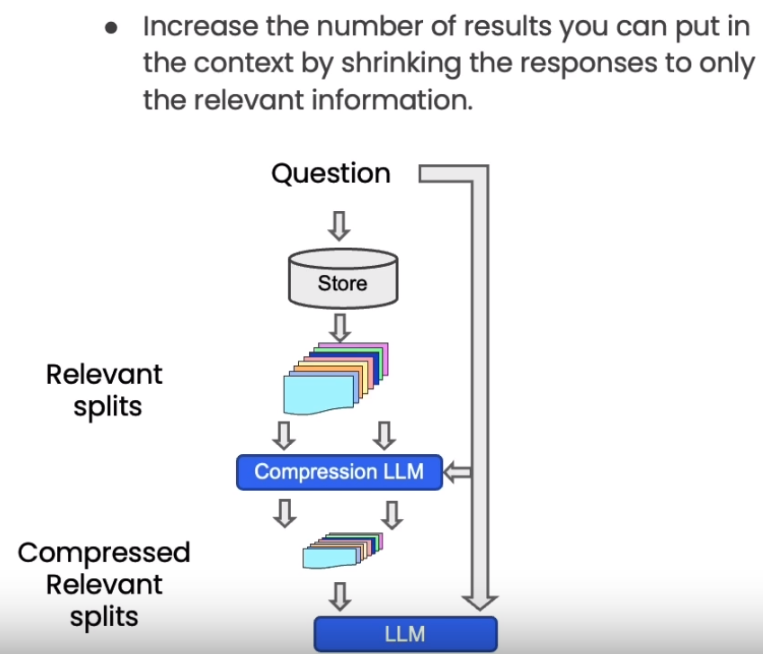 ● Increase the number of results you can put in
the context by shrinking the responses to only
the relevant information.
Question
Store
Relevant
splits
Compression LLM
Compressed
Relevant
splits
LLM